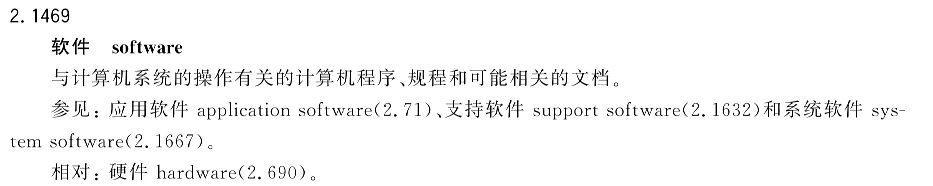 2.1469
软件 software
与计算机系统的操作有关的计算机程序、规程和可能相关的文档。
参见：应用软件 application software(2.71)、支持软件 support software(2.1632)和系统软件 sys-
tem software(2.1667)。
相对：硬件 hardware(2.690)。